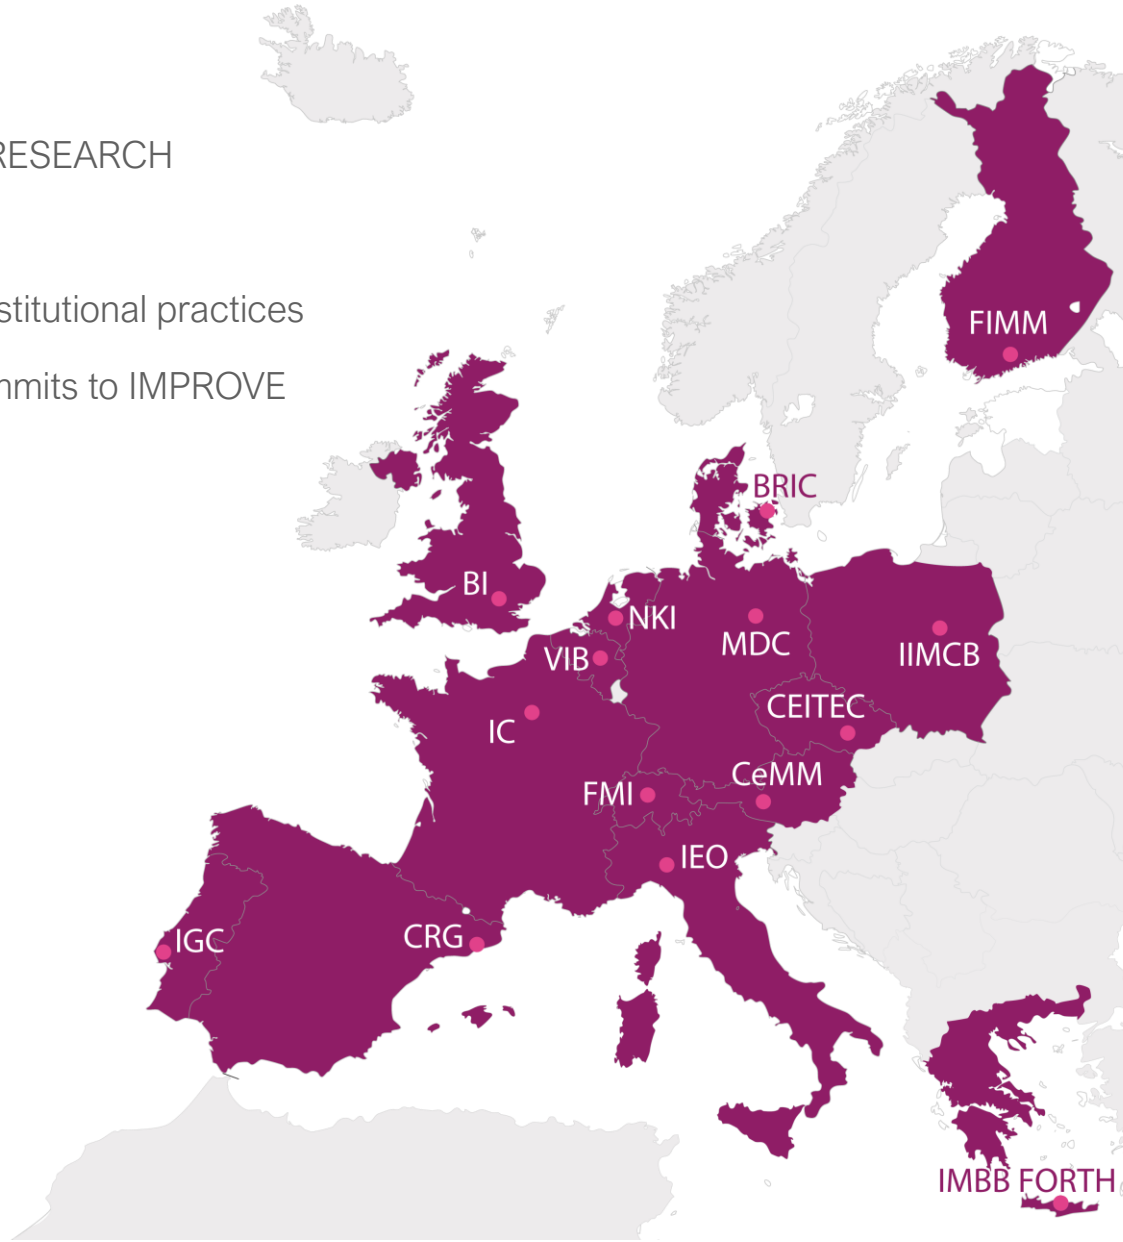 RESEARCH
stitutional practices
mmits to IMPROVE
FIMM
BRIC
BI
NKI
MDC
VIB
IIMCB
CEITEC
IC
CeMM
FMI
IEO
IGC
CRG
IMBB FORTH